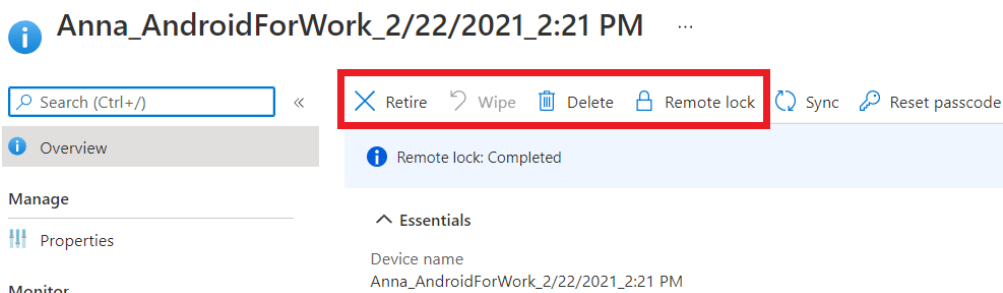 Anna_AndroidForWork_2/22/2021_2:21 PM ...
Search (Ctrl+/) «
Retire Wipe Delete Remote lock Sync Reset passcode
Overview
Remote lock: Completed
Manage
Essentials
Properties
Device name
Anna_AndroidForWork_2/22/2021_2:21 PM
Monitor